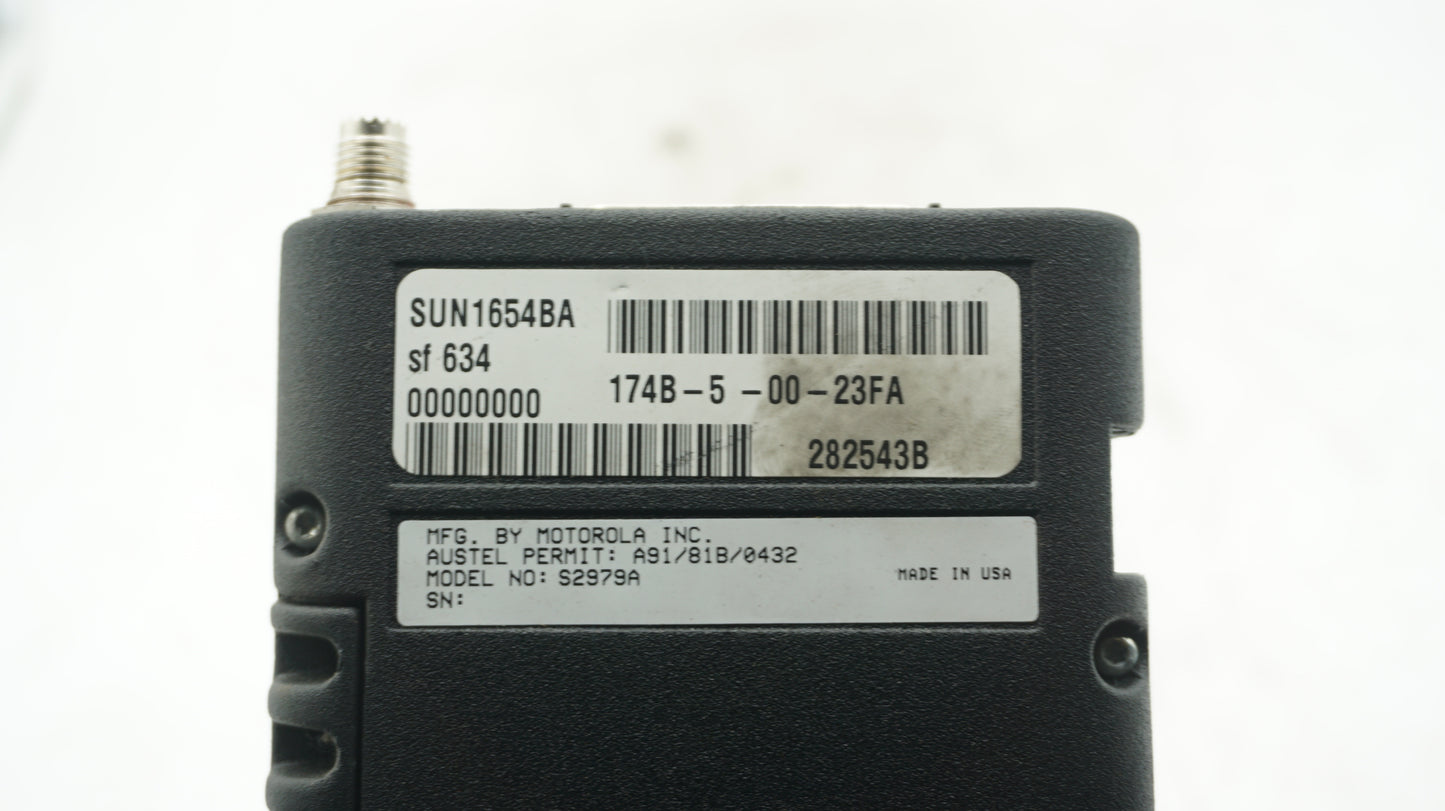 SUN1654BA
sf 634
00000000
174B-5 -00-23FA
282543B
MFG. BY MOTOROLA INC.
AUSTEL PERMIT: A91/81B/0432
MODEL NO: S2979A
MADE IN USA
SN: